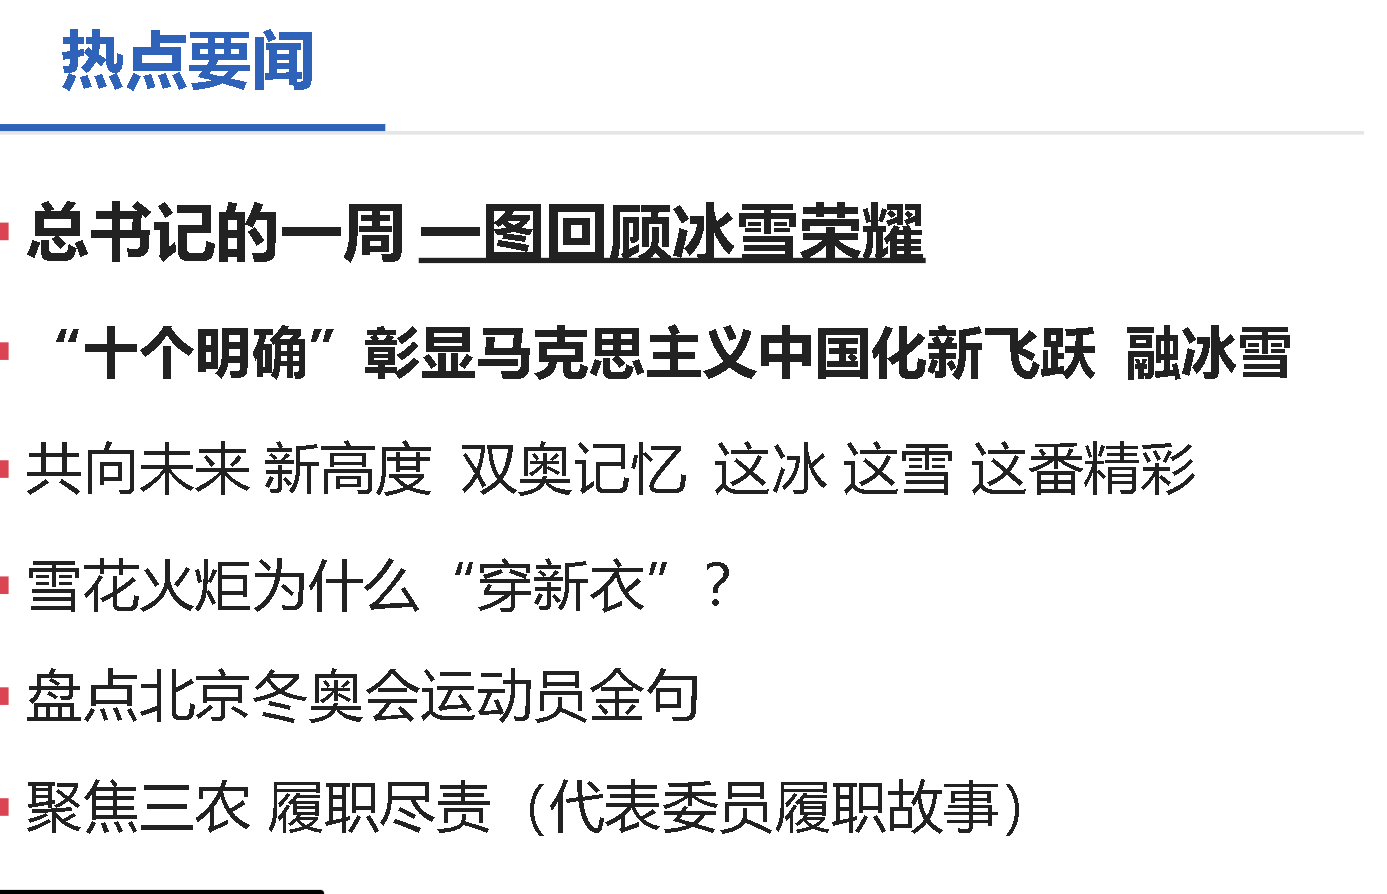 热点要闻
总书记的一周 一图回顾冰雪荣耀
“十个明确”彰显马克思主义中国化新飞跃 融冰雪
共向未来 新高度 双奥记忆 这冰 这雪 这番精彩
雪花火炬为什么“穿新衣”？
盘点北京冬奥会运动员金句
聚焦三农 履职尽责（代表委员履职故事）